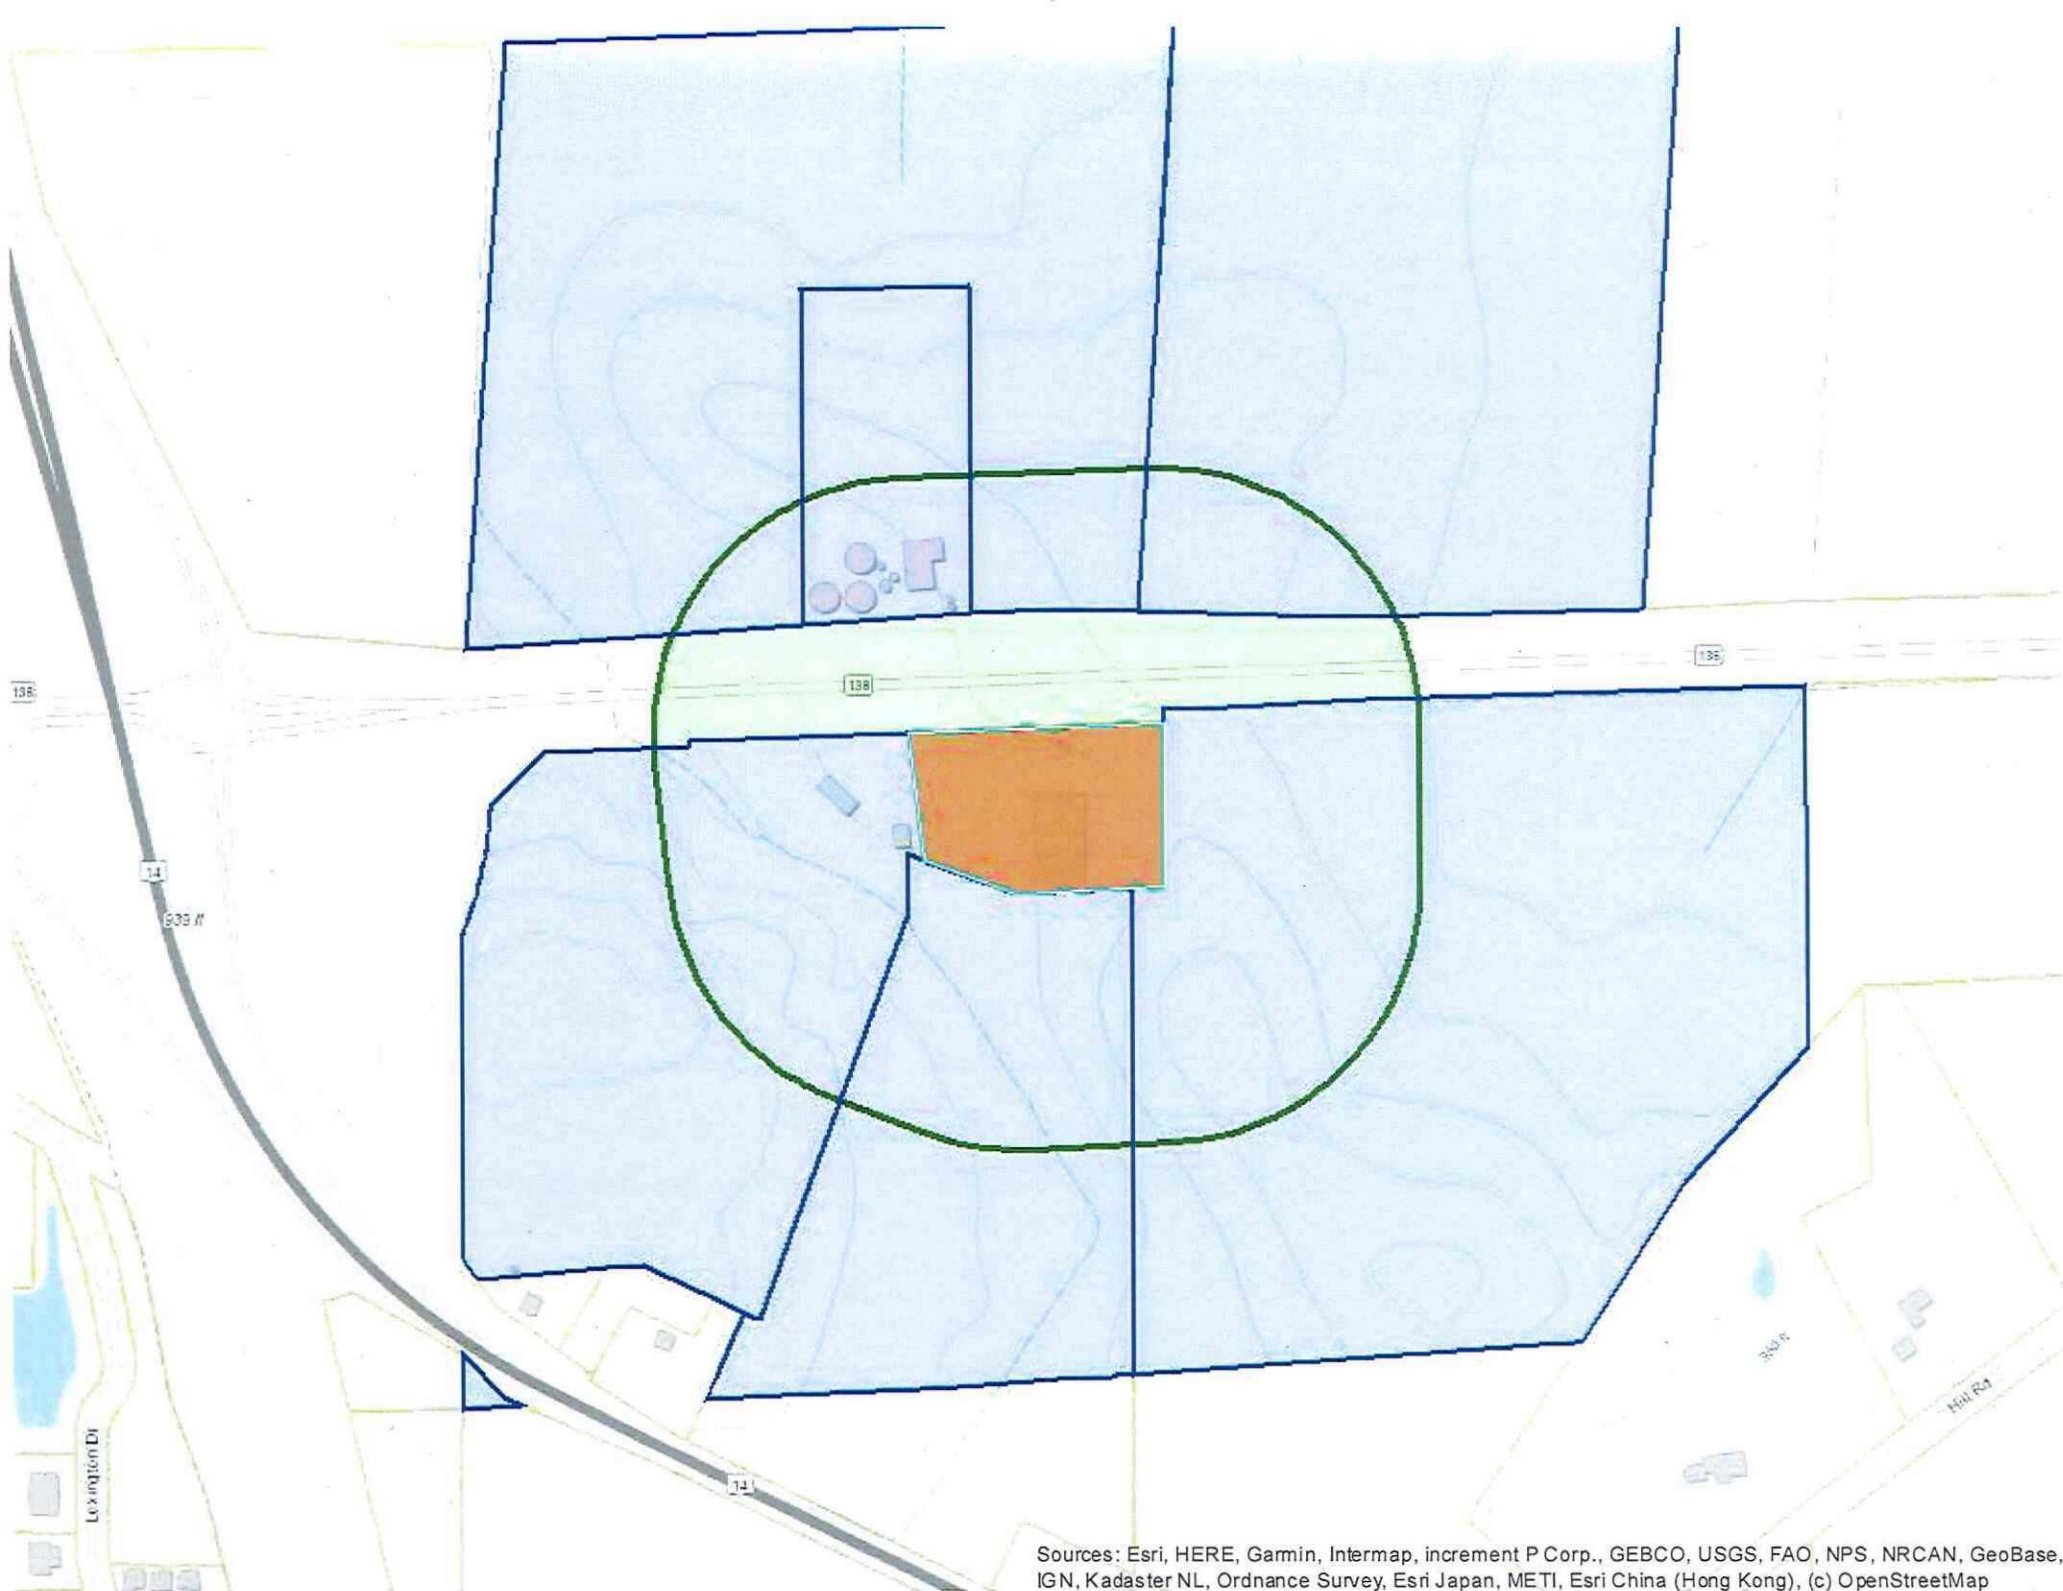 138
138
138
14
939 ft
Mill Rd
Lexington Dr
14
Sources: Esri, HERE, Garmin, Intermap, increment P Corp., GEBCO, USGS, FAO, NPS, NRCAN, GeoBase,
IGN, Kadaster NL, Ordnance Survey, Esri Japan, METI, Esri China (Hong Kong), (c) OpenStreetMap